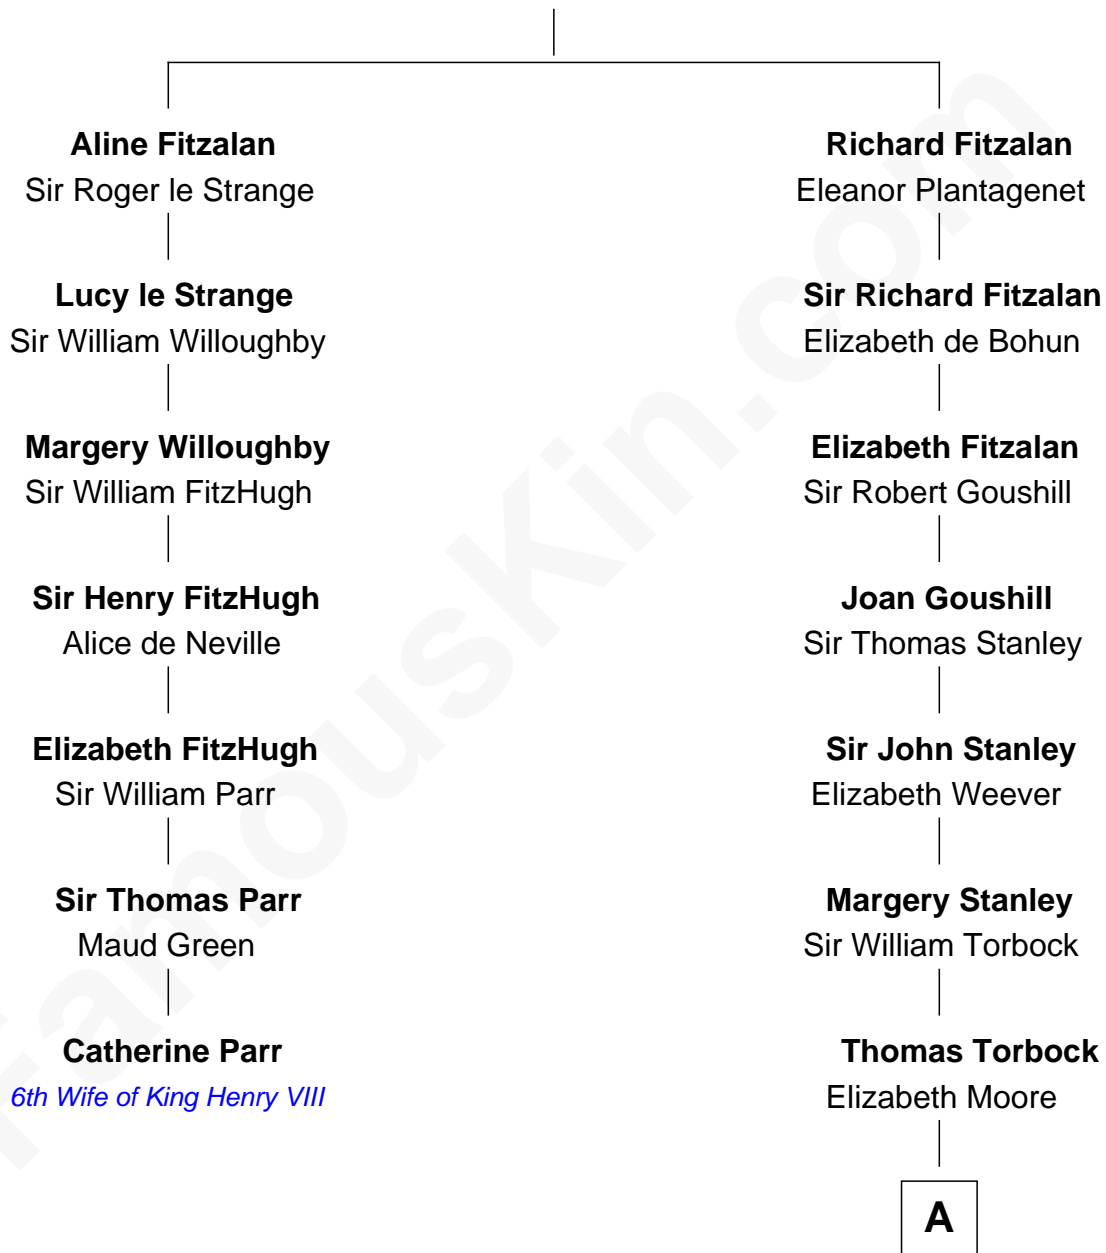 Aline Fitzalan
Sir Roger le Strange
Lucy le Strange
Sir William Willoughby
Margery Willoughby
Sir William FitzHugh
Sir Henry FitzHugh
Alice de Neville
Elizabeth FitzHugh
Sir William Parr
Sir Thomas Parr
Maud Green
Catherine Parr
6th Wife of King Henry VIII
Richard Fitzalan
Eleanor Plantagenet
Sir Richard Fitzalan
Elizabeth de Bohun
Elizabeth Fitzalan
Sir Robert Goushill
Joan Goushill
Sir Thomas Stanley
Sir John Stanley
Elizabeth Weever
Margery Stanley
Sir William Torbock
Thomas Torbock
Elizabeth Moore
A
FamousKin.com